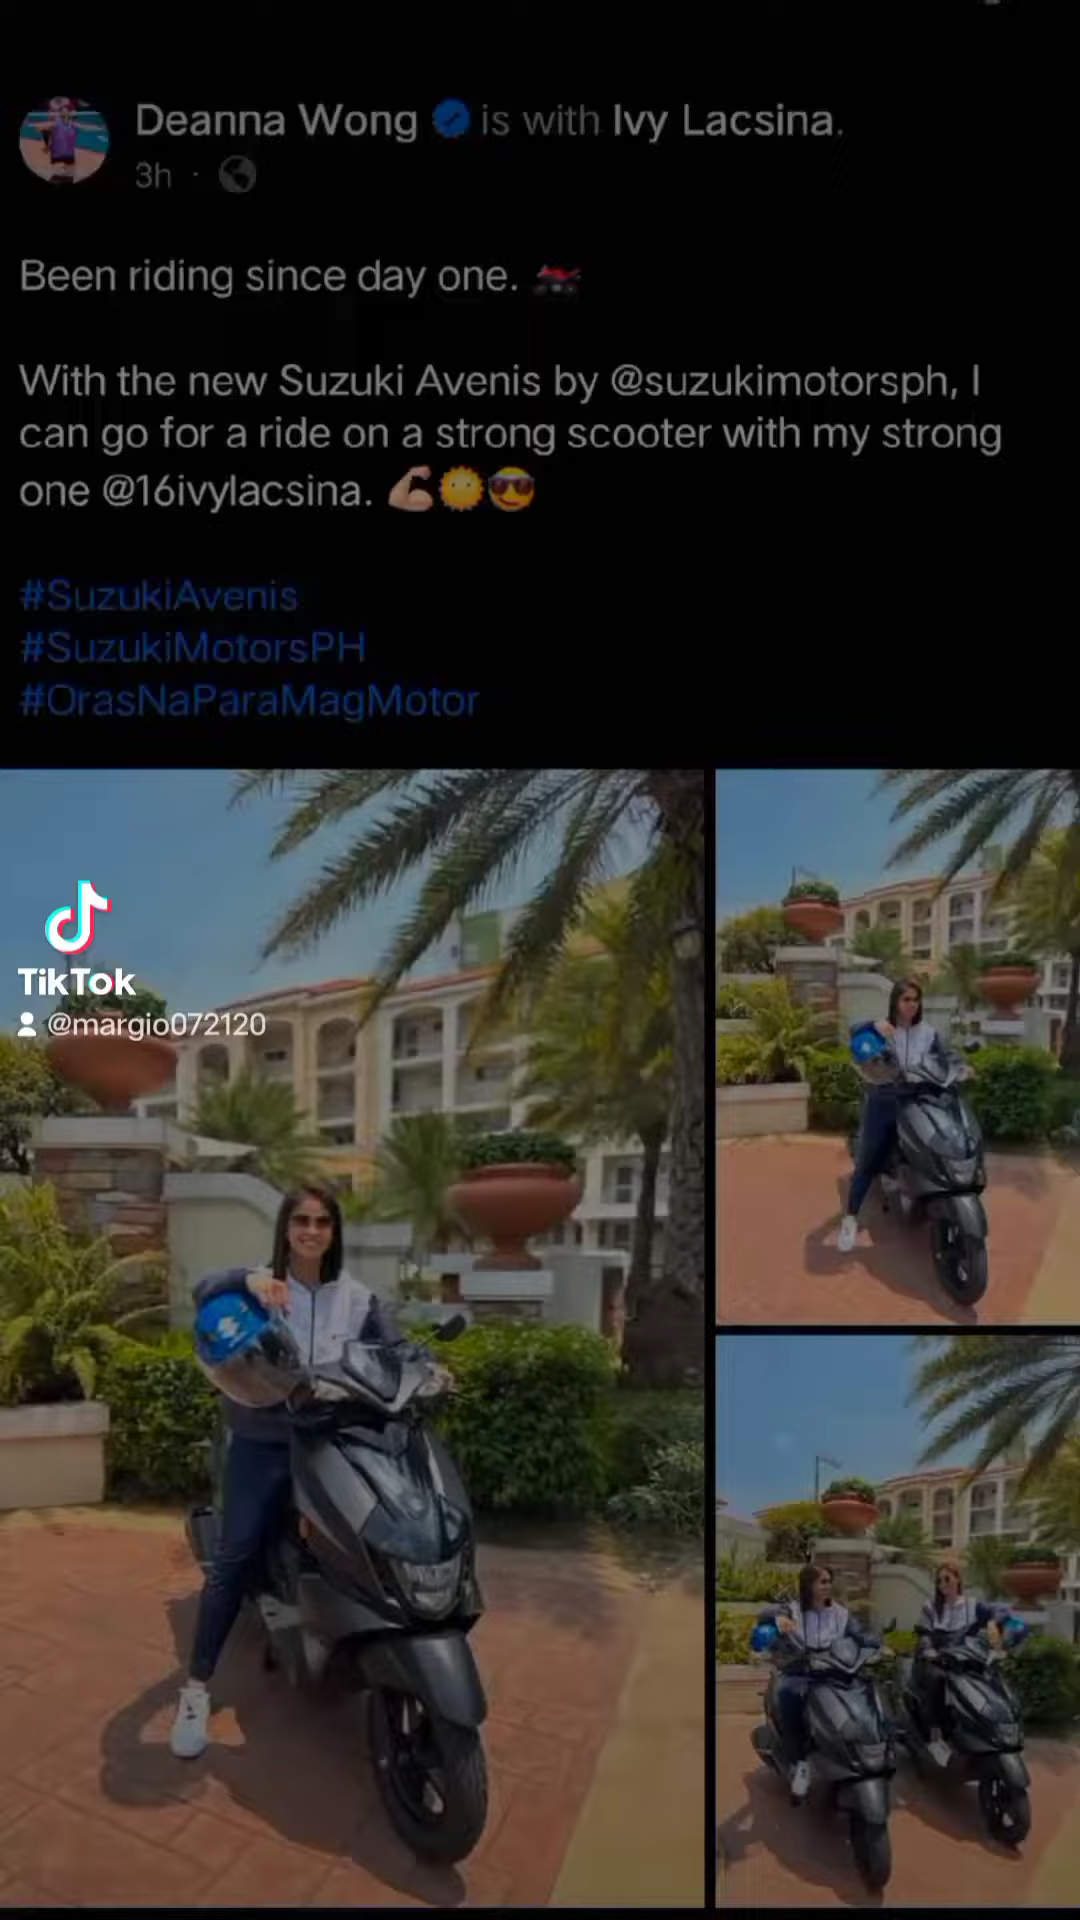 Deanna Wong is with Ivy Lacsina.
3h ·
Been riding since day one. 🏍️
With the new Suzuki Avenis by @suzukimotorsph, I
can go for a ride on a strong scooter with my strong
one @16ivylacsina. 💪🌞😎
#SuzukiAvenis
#SuzukiMotorsPH
#OrasNaParaMagMotor
TikTok
@margio072120